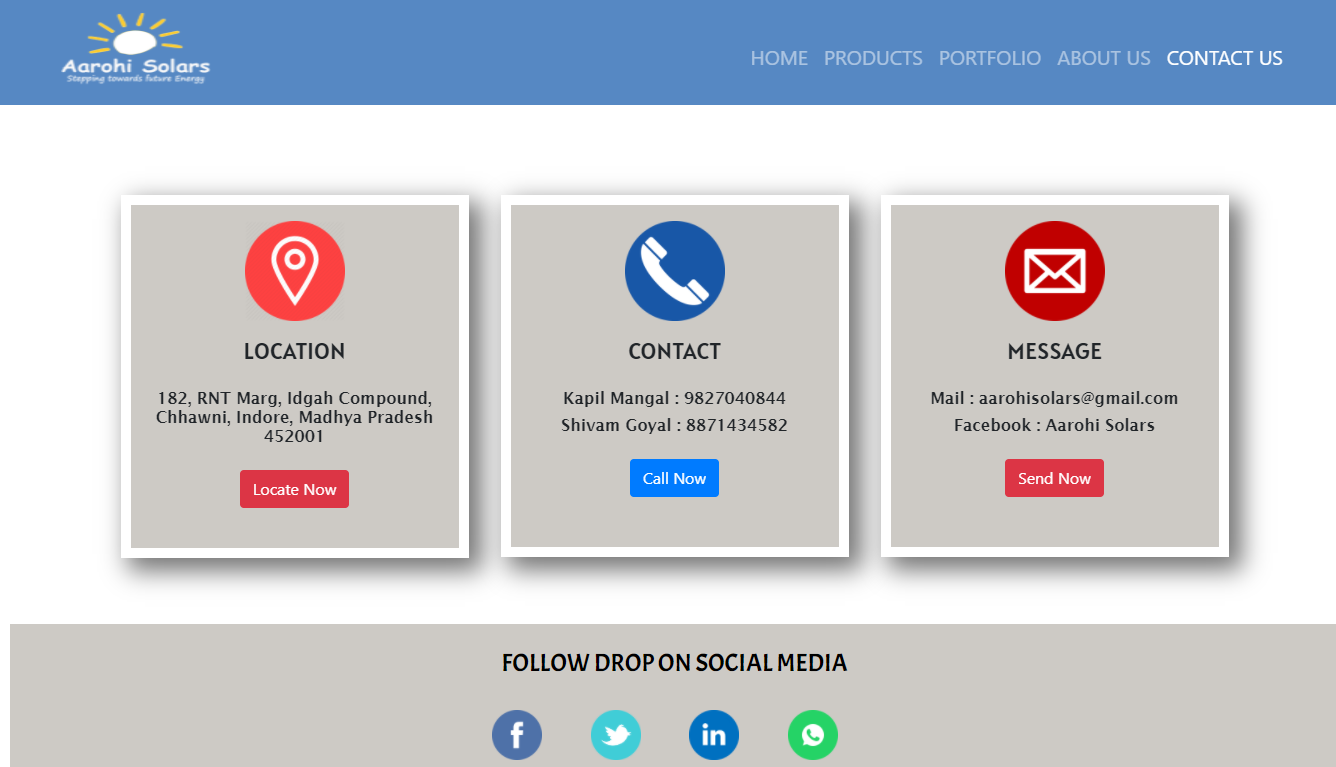 Aarohi Solars
Stepping towards future Energy
HOME PRODUCTS PORTFOLIO ABOUT US CONTACT US
LOCATION
182, RNT Marg, Idgah Compound,
Chhawni, Indore, Madhya Pradesh
452001
Locate Now
CONTACT
Kapil Mangal : 9827040844
Shivam Goyal : 8871434582
Call Now
MESSAGE
Mail : aarohisolars@gmail.com
Facebook : Aarohi Solars
Send Now
FOLLOW DROP ON SOCIAL MEDIA
f
in